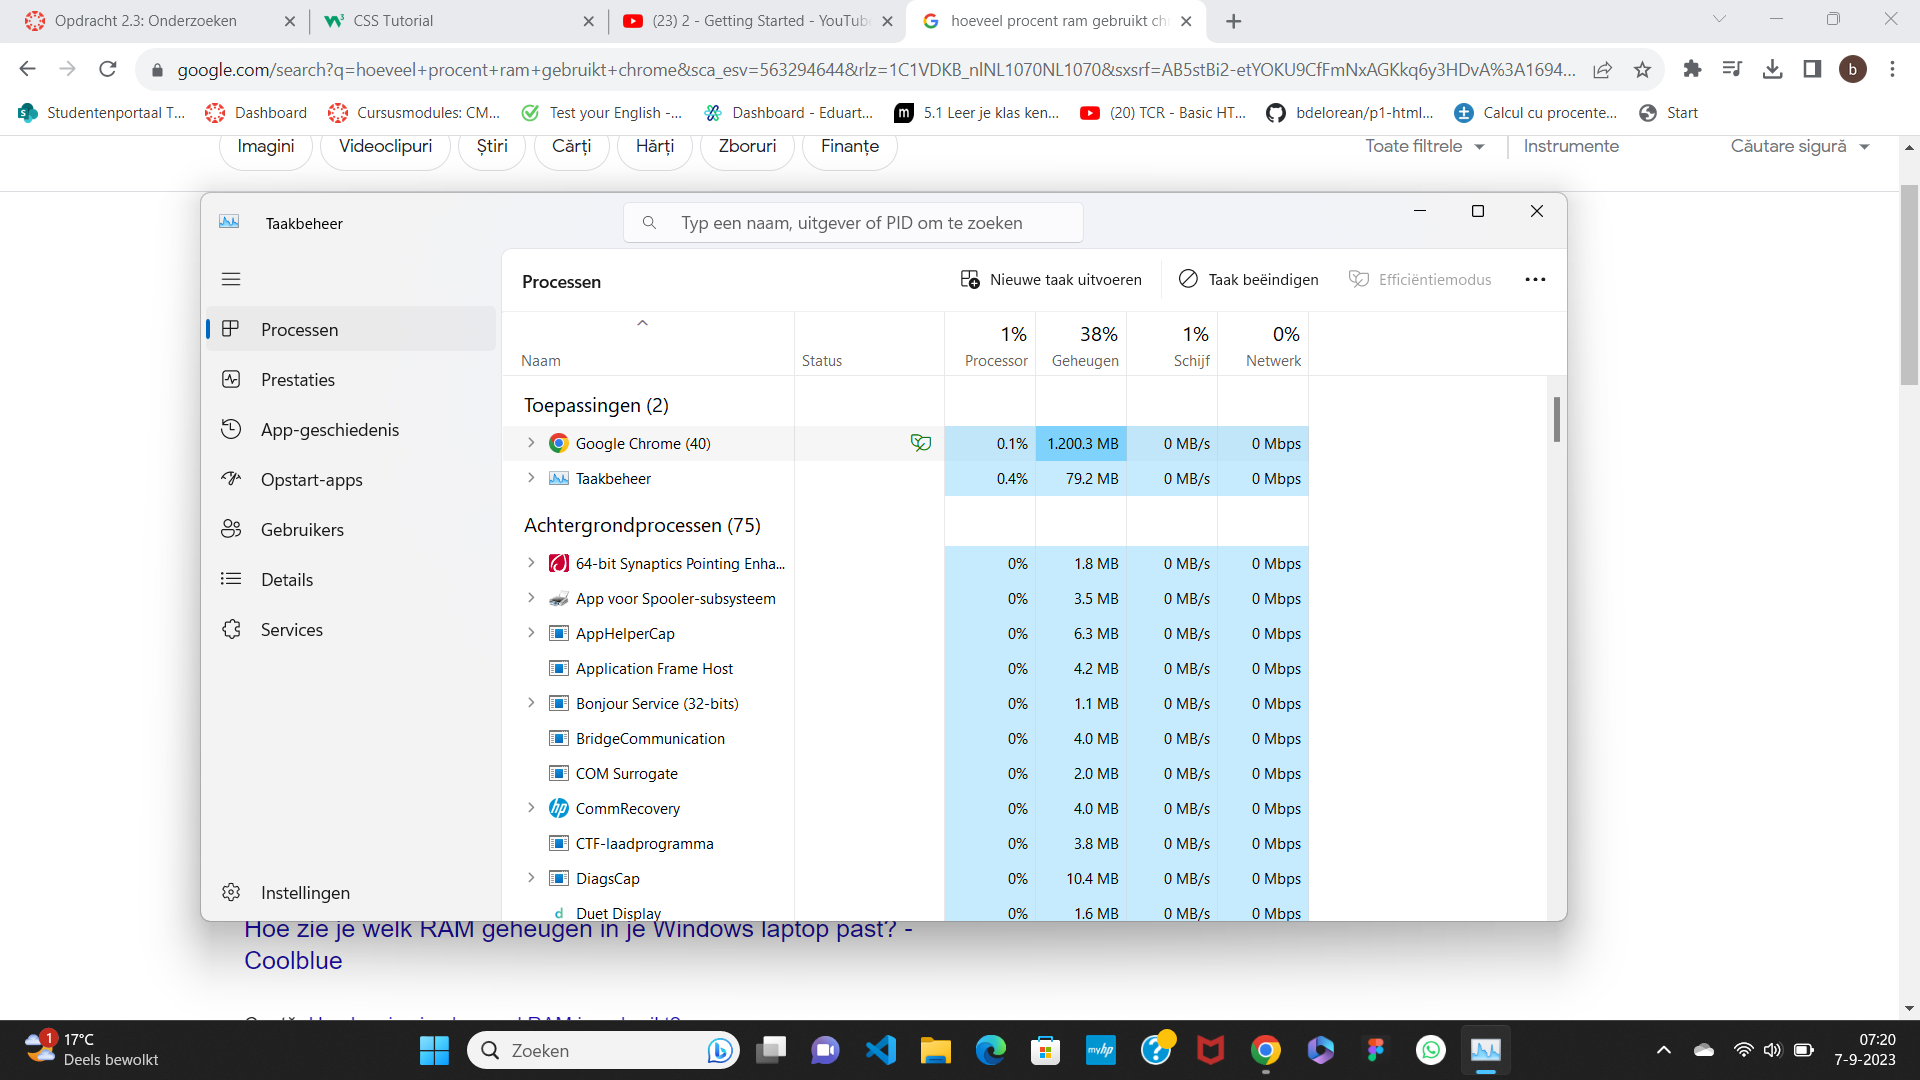 Opdracht 2.3: Onderzoeken
CSS Tutorial
(23) 2 - Getting Started - YouTube
hoeveel procent ram gebruikt ch
google.com/search?q=hoeveel+procent+ram+gebruikt+chrome&sca_esv=563294644&rlz=1C1VDKB_nlNL1070NL1070&sxsrf=AB5stBi2-etYOKU9CfFmNxAGKkq6y3HDvA%3A1694...
b
Studentenportaal T...
Dashboard
Cursusmodules: CM...
Test your English -...
Dashboard - Eduart...
5.1 Leer je klas ken...
(20) TCR - Basic HT...
bdelorean/p1-html...
Calcul cu procente...
Start
Imagini
Videoclipuri
Știri
Cărți
Hărți
Zboruri
Finanțe
Toate filtrele
Instrumente
Căutare sigură
Taakbeheer
Typ een naam, uitgever of PID om te zoeken
Processen
Nieuwe taak uitvoeren
Taak beëindigen
Efficiëntiemodus
Processen
Prestaties
App-geschiedenis
Opstart-apps
Gebruikers
Details
Services
Instellingen
1% 38% 1% 0%
Naam Status Processor Geheugen Schijf Netwerk
Toepassingen (2)
Google Chrome (40) 0.1% 1.200.3 MB 0 MB/s 0 Mbps
Taakbeheer 0.4% 79.2 MB 0 MB/s 0 Mbps
Achtergrondprocessen (75)
64-bit Synaptics Pointing Enha... 0% 1.8 MB 0 MB/s 0 Mbps
App voor Spooler-subsysteem 0% 3.5 MB 0 MB/s 0 Mbps
AppHelperCap 0% 6.3 MB 0 MB/s 0 Mbps
Application Frame Host 0% 4.2 MB 0 MB/s 0 Mbps
Bonjour Service (32-bits) 0% 1.1 MB 0 MB/s 0 Mbps
BridgeCommunication 0% 4.0 MB 0 MB/s 0 Mbps
COM Surrogate 0% 2.0 MB 0 MB/s 0 Mbps
CommRecovery 0% 4.0 MB 0 MB/s 0 Mbps
CTF-laadprogramma 0% 3.8 MB 0 MB/s 0 Mbps
DiagsCap 0% 10.4 MB 0 MB/s 0 Mbps
Duet Display 0% 1.6 MB 0 MB/s 0 Mbps
Hoe zie je welk RAM geheugen in je Windows laptop past? -
Coolblue
1
17°C
Deels bewolkt
Zoeken
myhp
07:20
7-9-2023